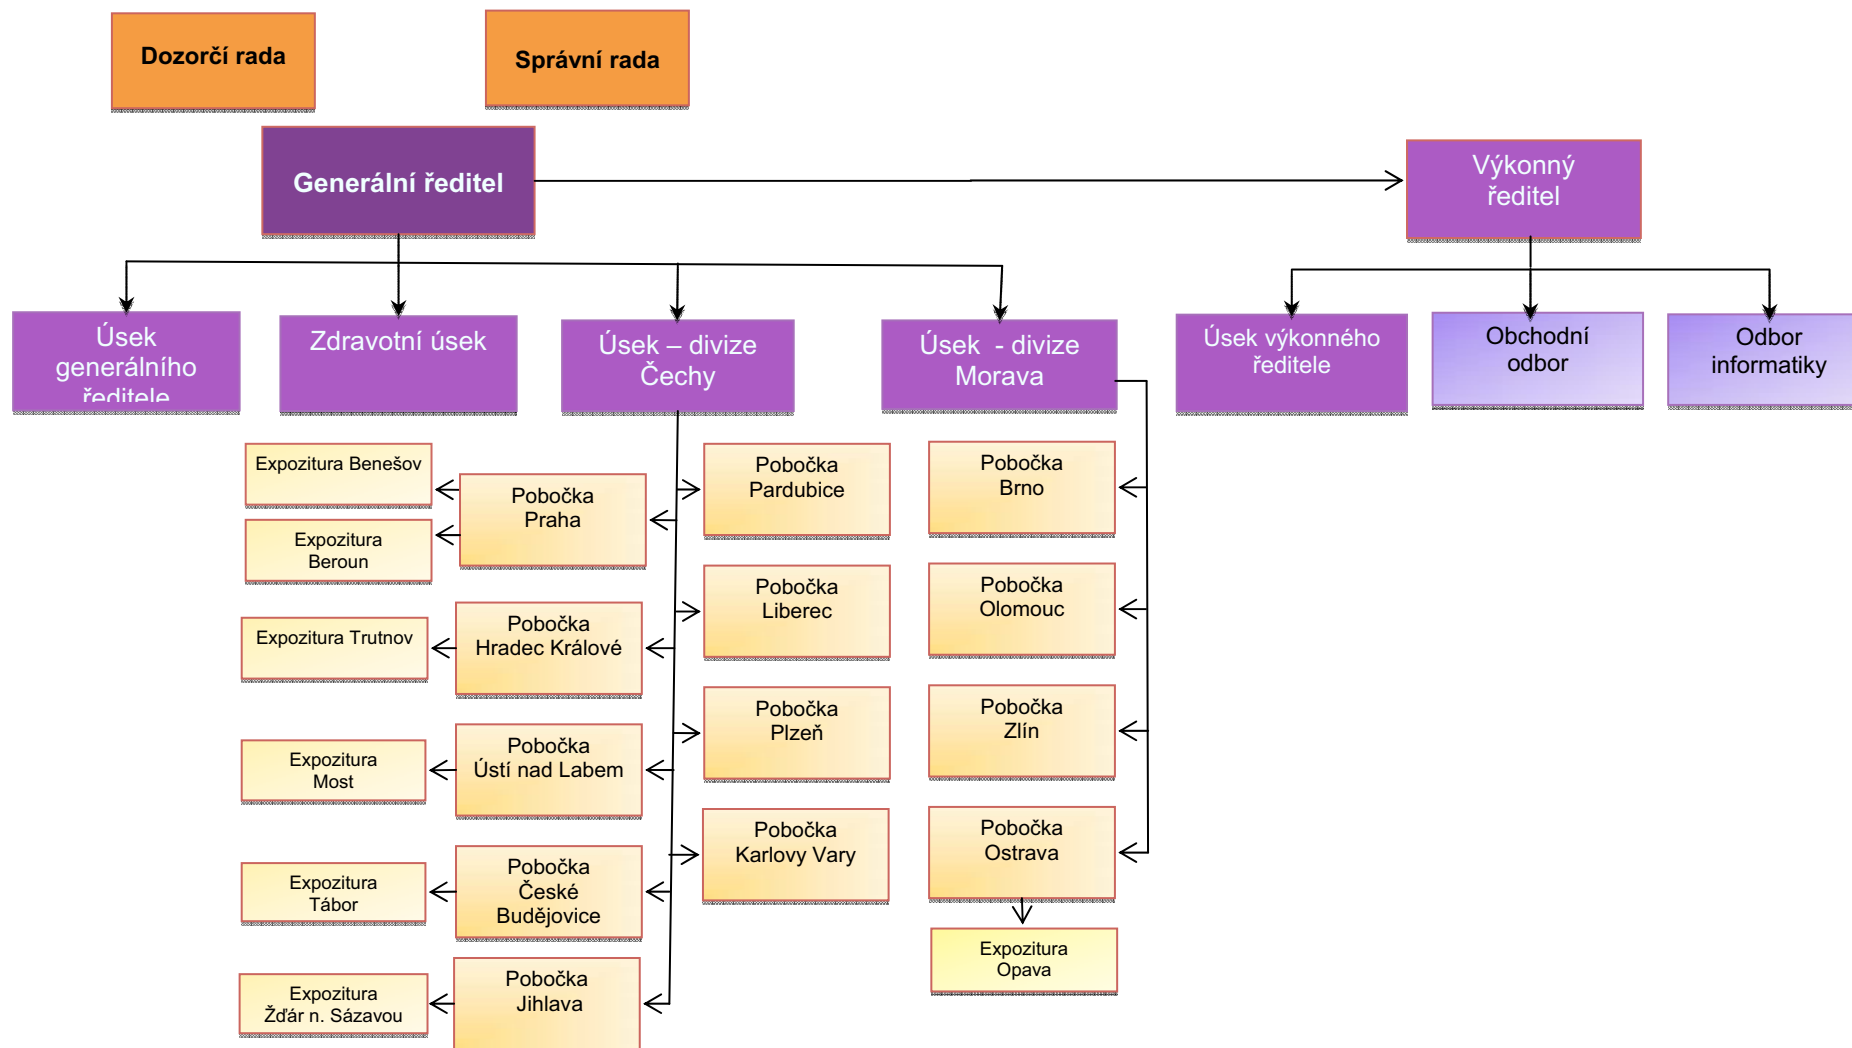 Dozorčí rada
Správní rada
Generální ředitel
Výkonný
ředitel
Úsek
generálního
ředitele
Zdravotní úsek
Úsek – divize
Čechy
Úsek - divize
Morava
Úsek výkonného
ředitele
Obchodní
odbor
Odbor
informatiky
Expozitura Benešov
Expozitura
Beroun
Pobočka
Praha
Pobočka
Pardubice
Pobočka
Brno
Expozitura Trutnov
Pobočka
Hradec Králové
Pobočka
Liberec
Pobočka
Olomouc
Expozitura
Most
Pobočka
Ústí nad Labem
Pobočka
Plzeň
Pobočka
Zlín
Expozitura
Tábor
Pobočka
České
Budějovice
Pobočka
Karlovy Vary
Pobočka
Ostrava
Expozitura
Opava
Expozitura
Žďár n. Sázavou
Pobočka
Jihlava